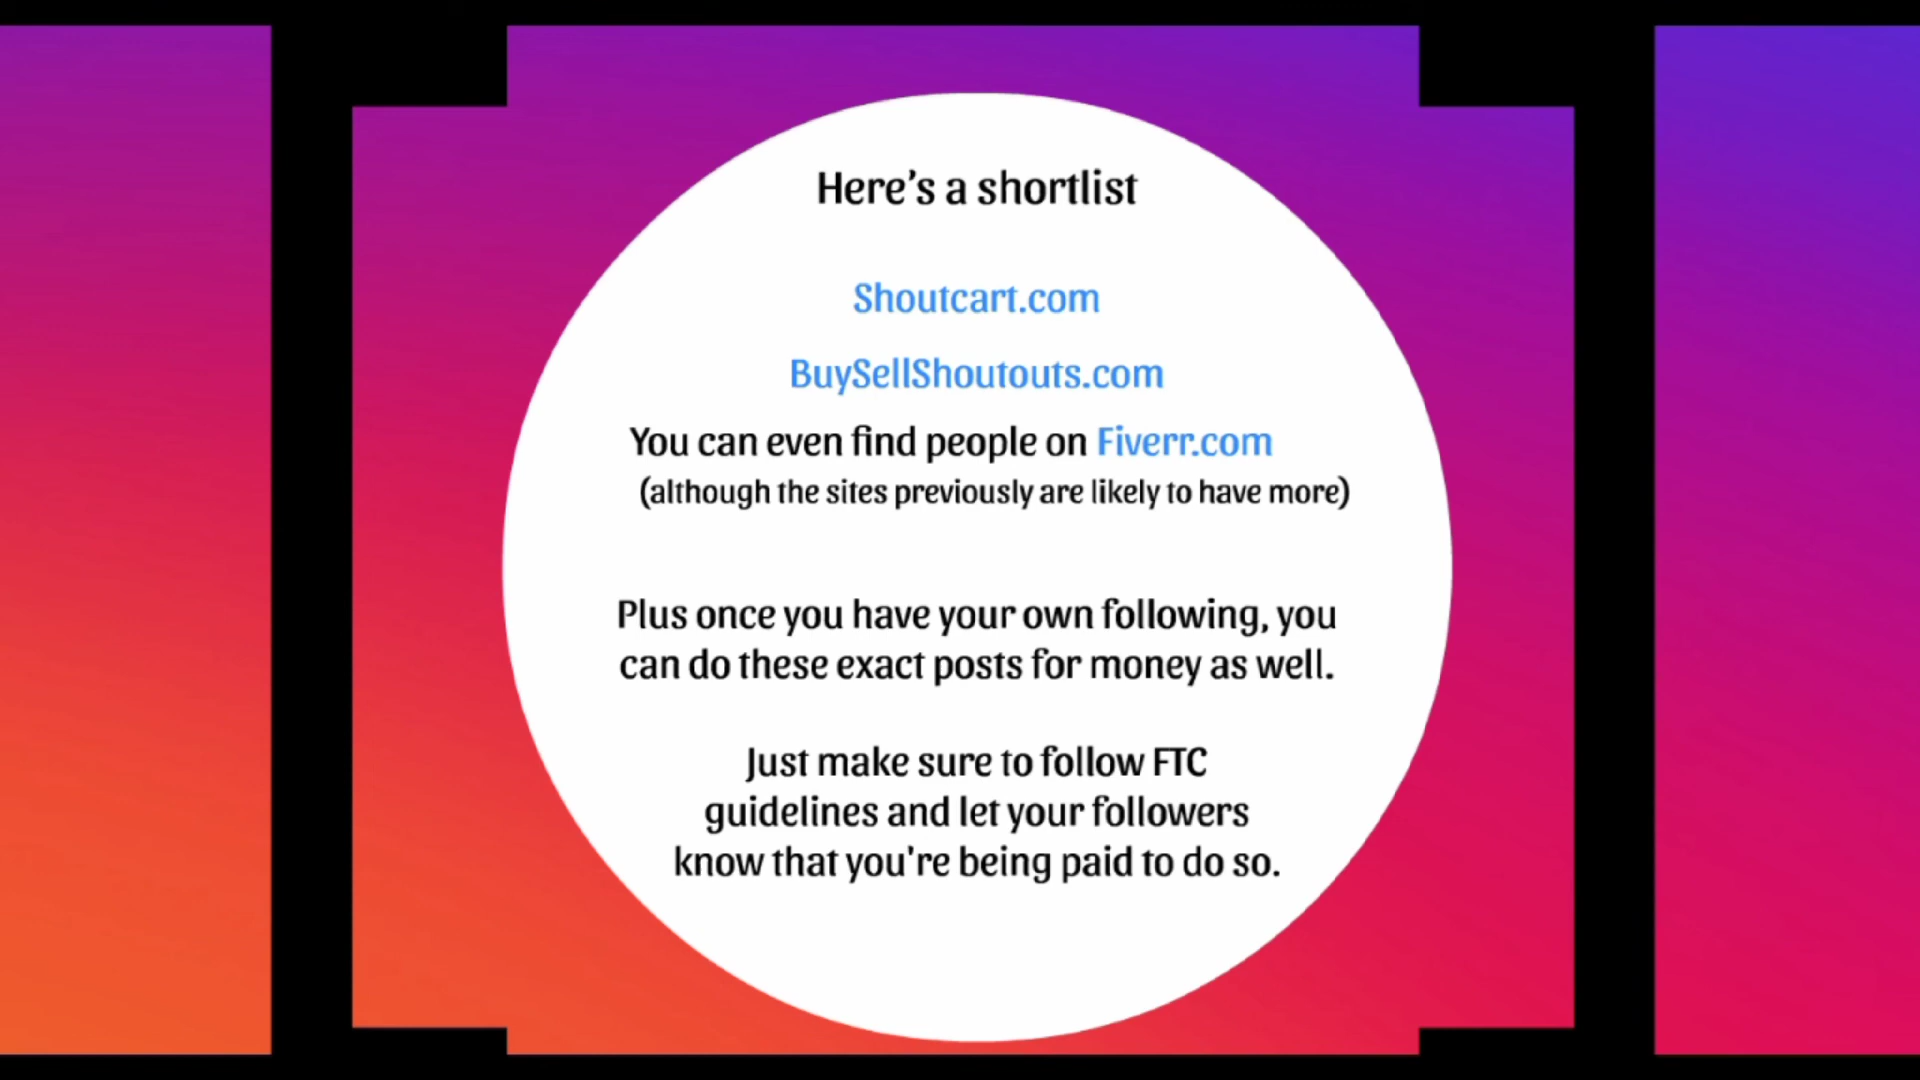 Here’s a shortlist
Shoutcart.com
BuySellShoutouts.com
You can even find people on Fiverr.com
(although the sites previously are likely to have more)
Plus once you have your own following, you
can do these exact posts for money as well.
Just make sure to follow FTC
guidelines and let your followers
know that you're being paid to do so.